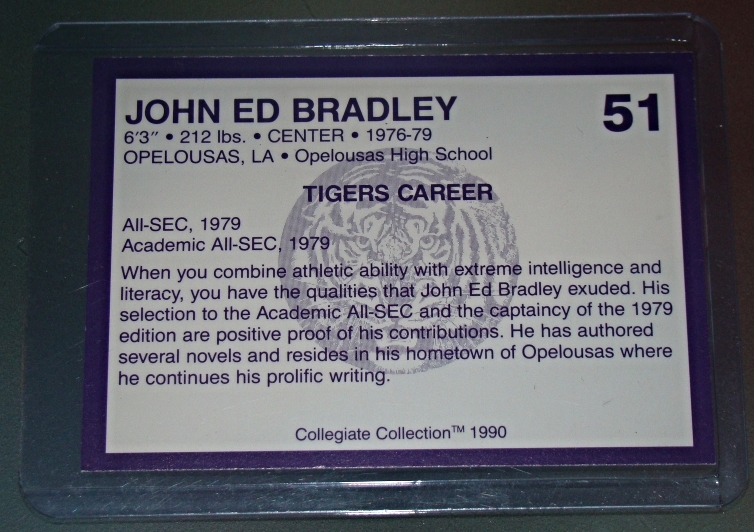 JOHN ED BRADLEY 51
6'3" • 212 lbs. • CENTER • 1976-79
OPELOUSAS, LA • Opelousas High School
TIGERS CAREER
All-SEC, 1979
Academic All-SEC, 1979
When you combine athletic ability with extreme intelligence and
literacy, you have the qualities that John Ed Bradley exuded. His
selection to the Academic All-SEC and the captaincy of the 1979
edition are positive proof of his contributions. He has authored
several novels and resides in his hometown of Opelousas where
he continues his prolific writing.
Collegiate Collection™ 1990